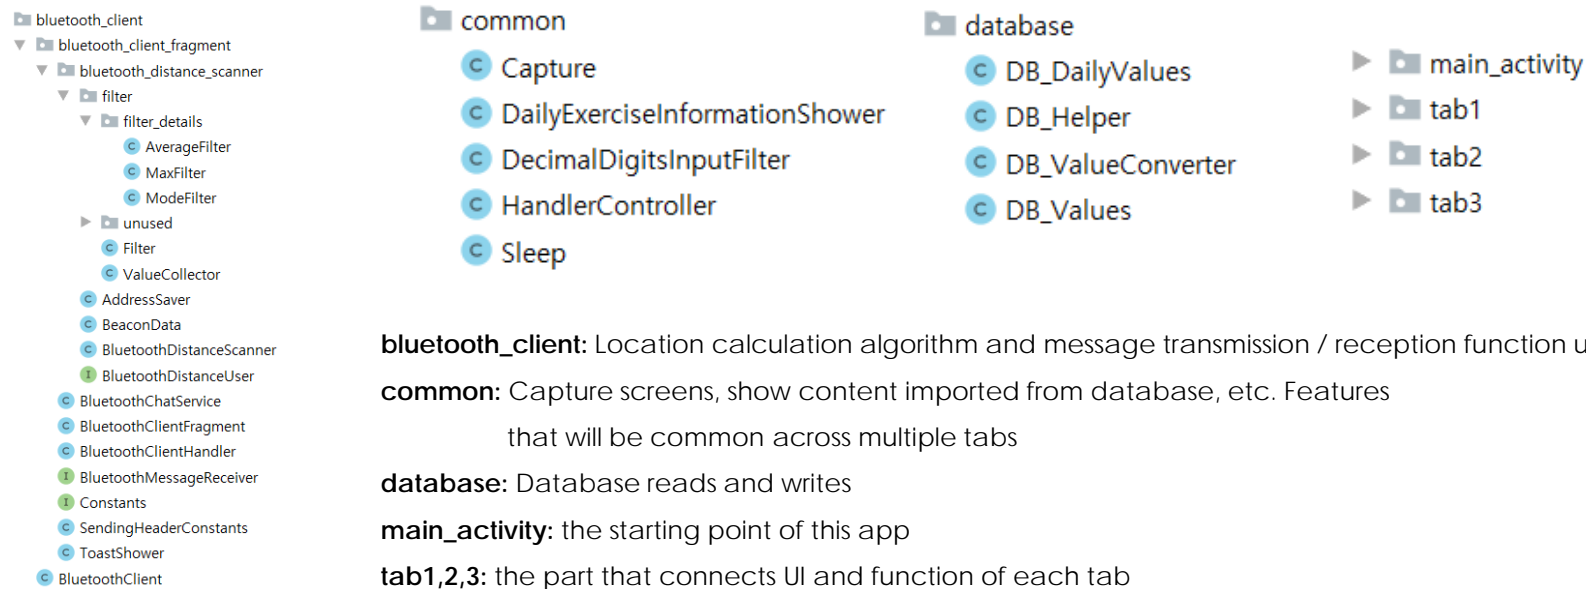 bluetooth_client
bluetooth_client_fragment
bluetooth_distance_scanner
filter
filter_details
AverageFilter
MaxFilter
ModeFilter
unused
Filter
ValueCollector
AddressSaver
BeaconData
BluetoothDistanceScanner
BluetoothDistanceUser
BluetoothChatService
BluetoothClientFragment
BluetoothClientHandler
BluetoothMessageReceiver
Constants
SendingHeaderConstants
ToastShower
BluetoothClient
common
Capture
DailyExerciseInformationShower
DecimalDigitsInputFilter
HandlerController
Sleep
database
DB_DailyValues
DB_Helper
DB_ValueConverter
DB_Values
main_activity
tab1
tab2
tab3
bluetooth_client: Location calculation algorithm and message transmission / reception function
common: Capture screens, show content imported from database, etc. Features
that will be common across multiple tabs
database: Database reads and writes
main_activity: the starting point of this app
tab1,2,3: the part that connects UI and function of each tab